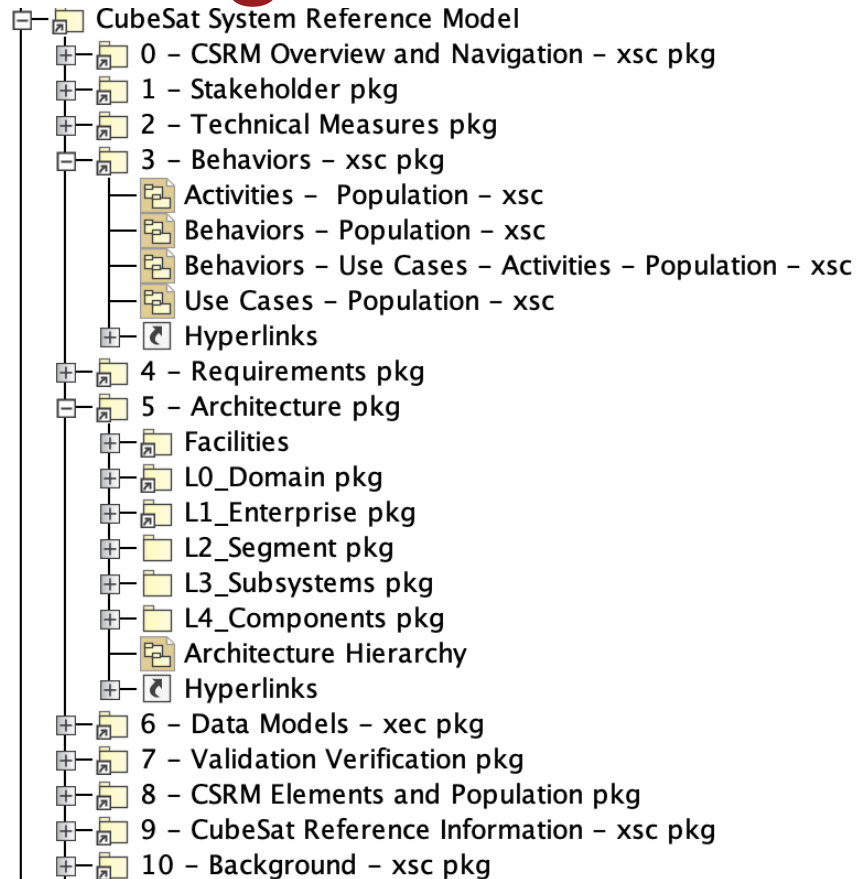 CubeSat System Reference Model
0 – CSRM Overview and Navigation – xsc pkg
1 – Stakeholder pkg
2 – Technical Measures pkg
3 – Behaviors – xsc pkg
Activities –  Population – xsc
Behaviors – Population – xsc
Behaviors – Use Cases – Activities – Population – xsc
Use Cases – Population – xsc
Hyperlinks
4 – Requirements pkg
5 – Architecture pkg
Facilities
L0_Domain pkg
L1_Enterprise pkg
L2_Segment pkg
L3_Subsystems pkg
L4_Components pkg
Architecture Hierarchy
Hyperlinks
6 – Data Models – xec pkg
7 – Validation Verification pkg
8 – CSRM Elements and Population pkg
9 – CubeSat Reference Information – xsc pkg
10 – Background – xsc pkg